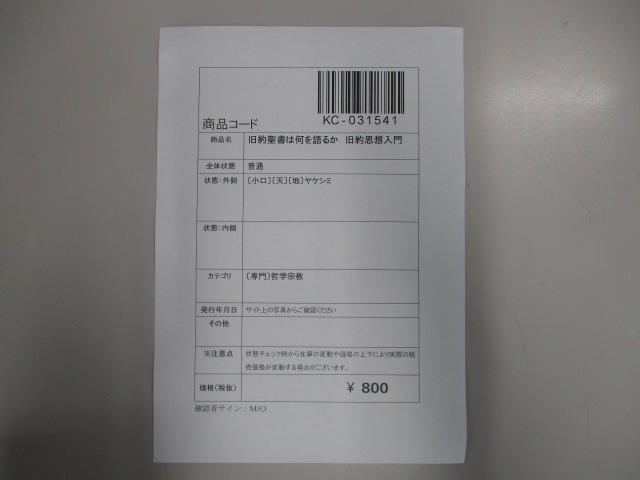 KC-031541
商品コード
商品名 旧約聖書は何を語るか 旧約思想入門
全体状態 普通
状態:外側 〔小口〕〔天〕〔地〕ヤケシミ
状態:内側
カテゴリ 〔専門〕哲学宗教
発行年月日 サイト上の写真からご確認ください
その他
※注意点 状態チェック時から在庫の変動や価格の上下により実際の販
売価格が変動する場合がございます。
価格(税抜) ¥ 800
確認者サイン：M/O